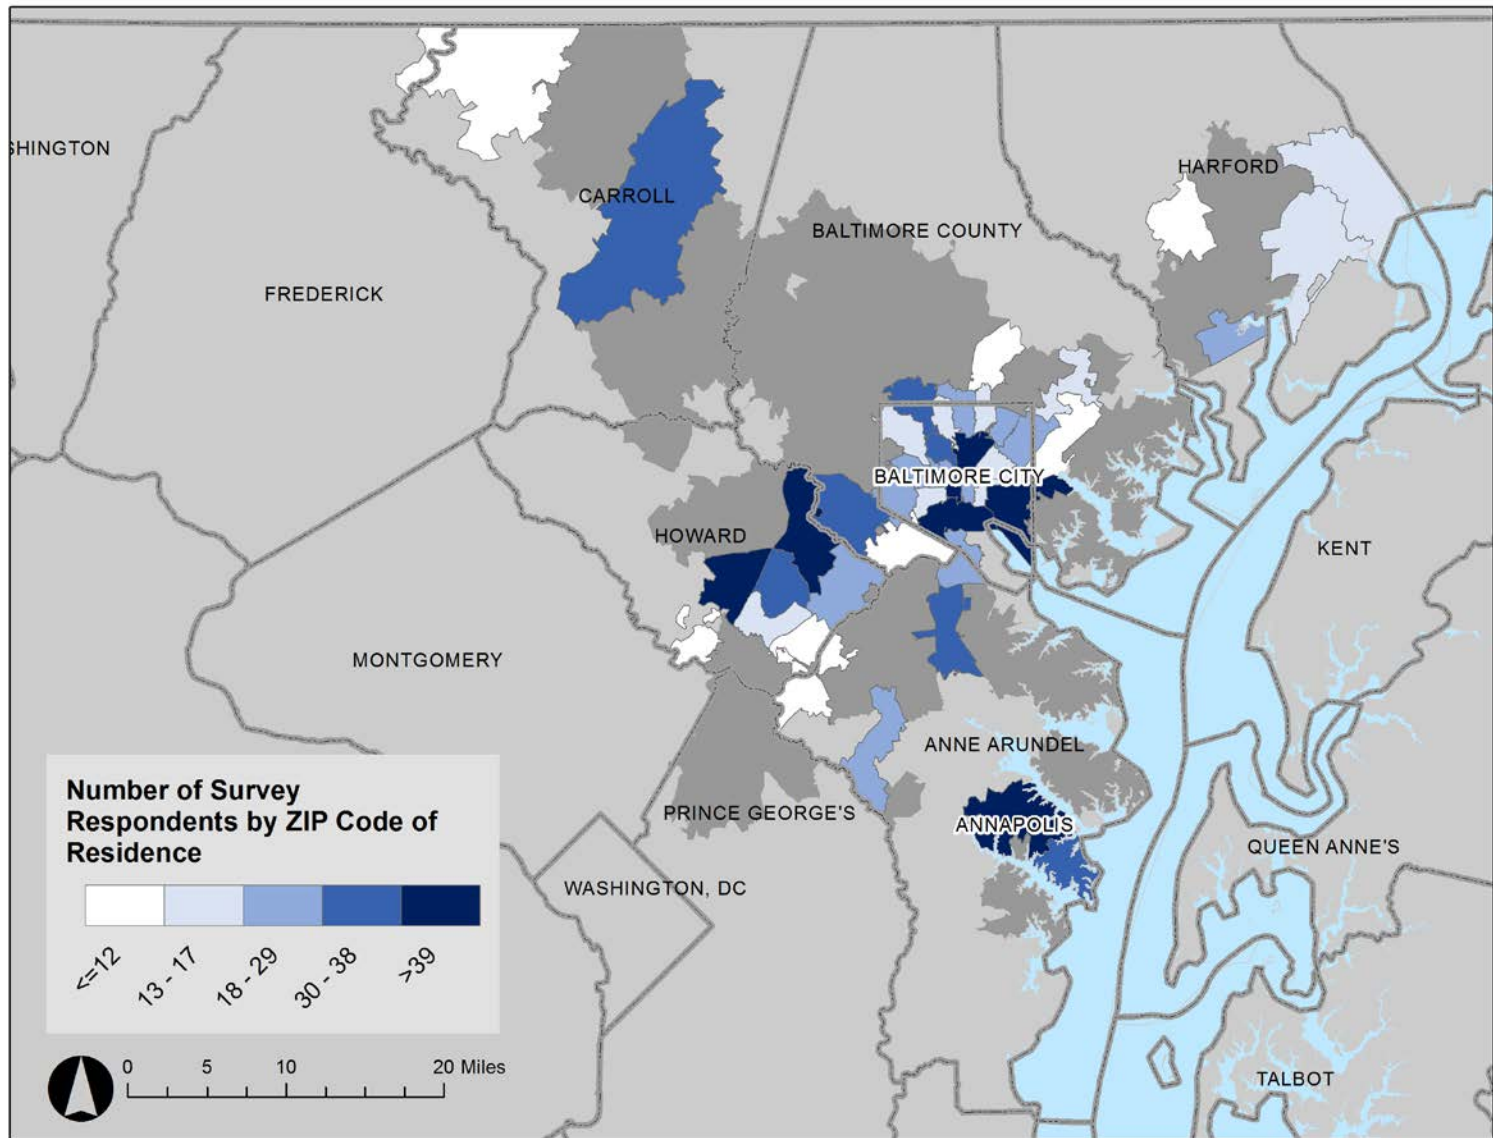 SHINGTON
HARFORD
CARROLL
BALTIMORE COUNTY
FREDERICK
BALTIMORE CITY
HOWARD
KENT
MONTGOMERY
ANNE ARUNDEL
PRINCE GEORGE'S
ANNAPOLIS
QUEEN ANNE'S
WASHINGTON, DC
TALBOT
Number of Survey
Respondents by ZIP Code of
Residence
<=12
13 - 17
18 - 29
30 - 38
>39
0 5 10 20 Miles